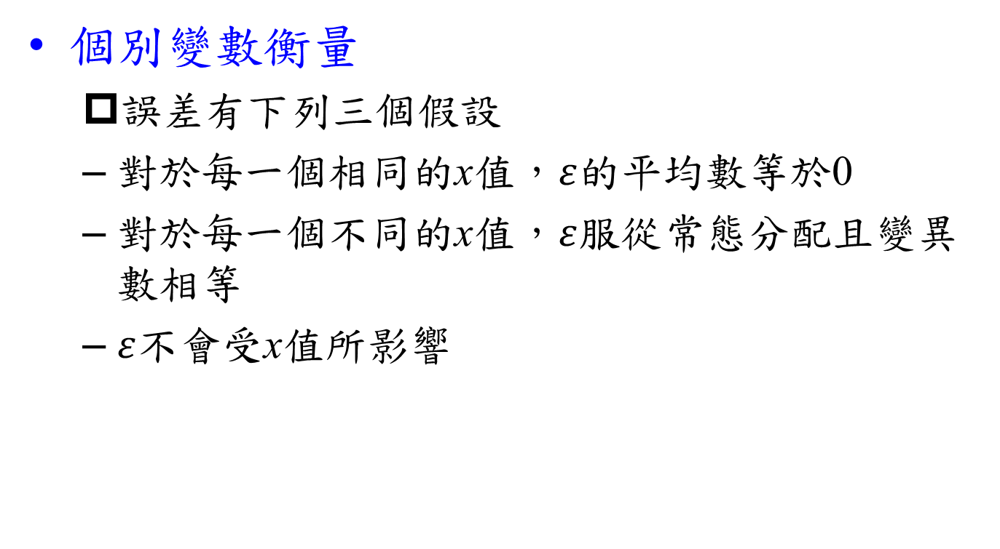 • 個別變數衡量
誤差有下列三個假設
– 對於每一個相同的x值，ε的平均數等於0
– 對於每一個不同的x值，ε服從常態分配且變異
數相等
– ε不會受x值所影響